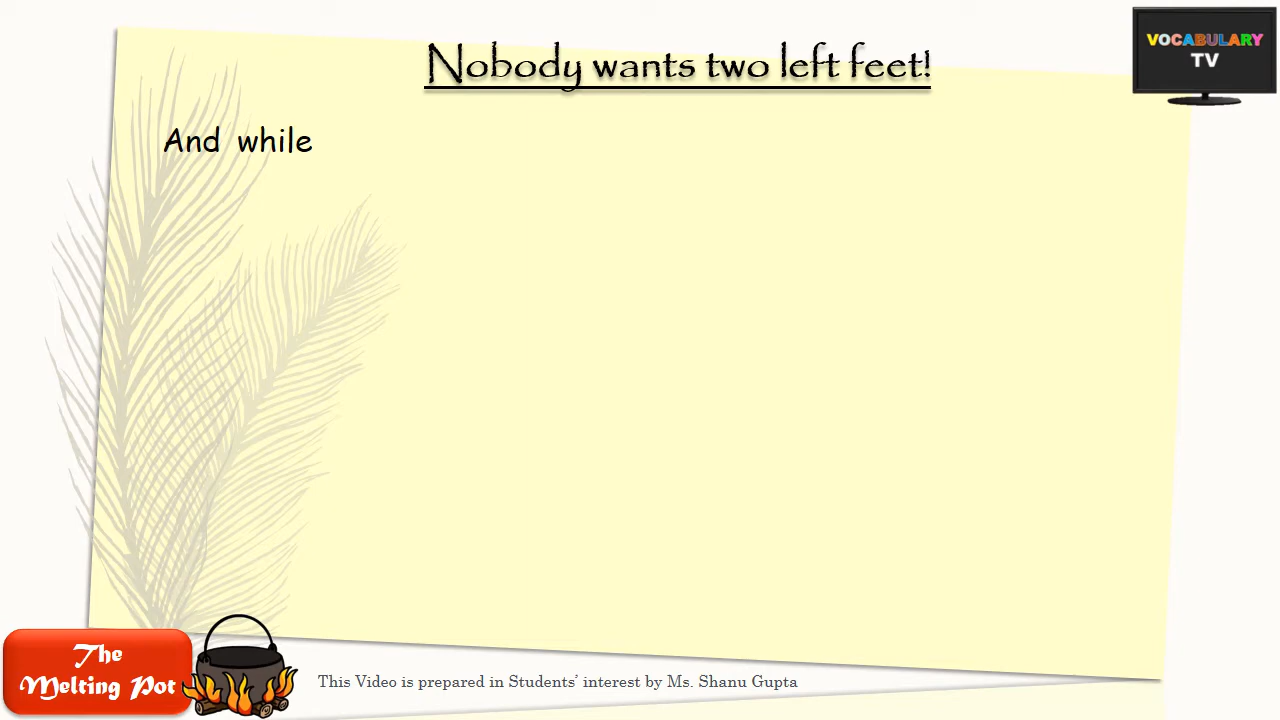 Nobody wants two left feet!
VOCABULARY
TV
And while
The
Melting Pot
This Video is prepared in Students' interest by Ms. Shanu Gupta